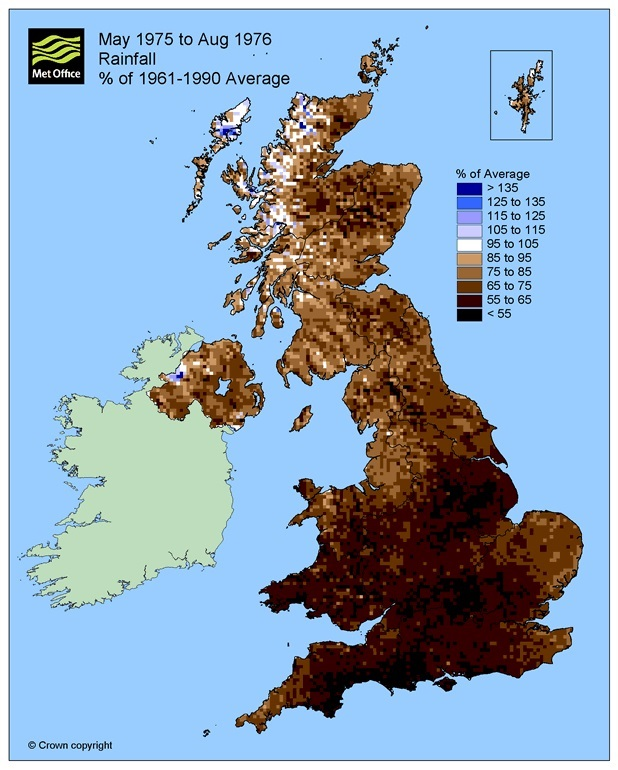 May 1975 to Aug 1976
Rainfall
% of 1961-1990 Average
Met Office
% of Average
> 135
125 to 135
115 to 125
105 to 115
95 to 105
85 to 95
75 to 85
65 to 75
55 to 65
< 55
© Crown copyright